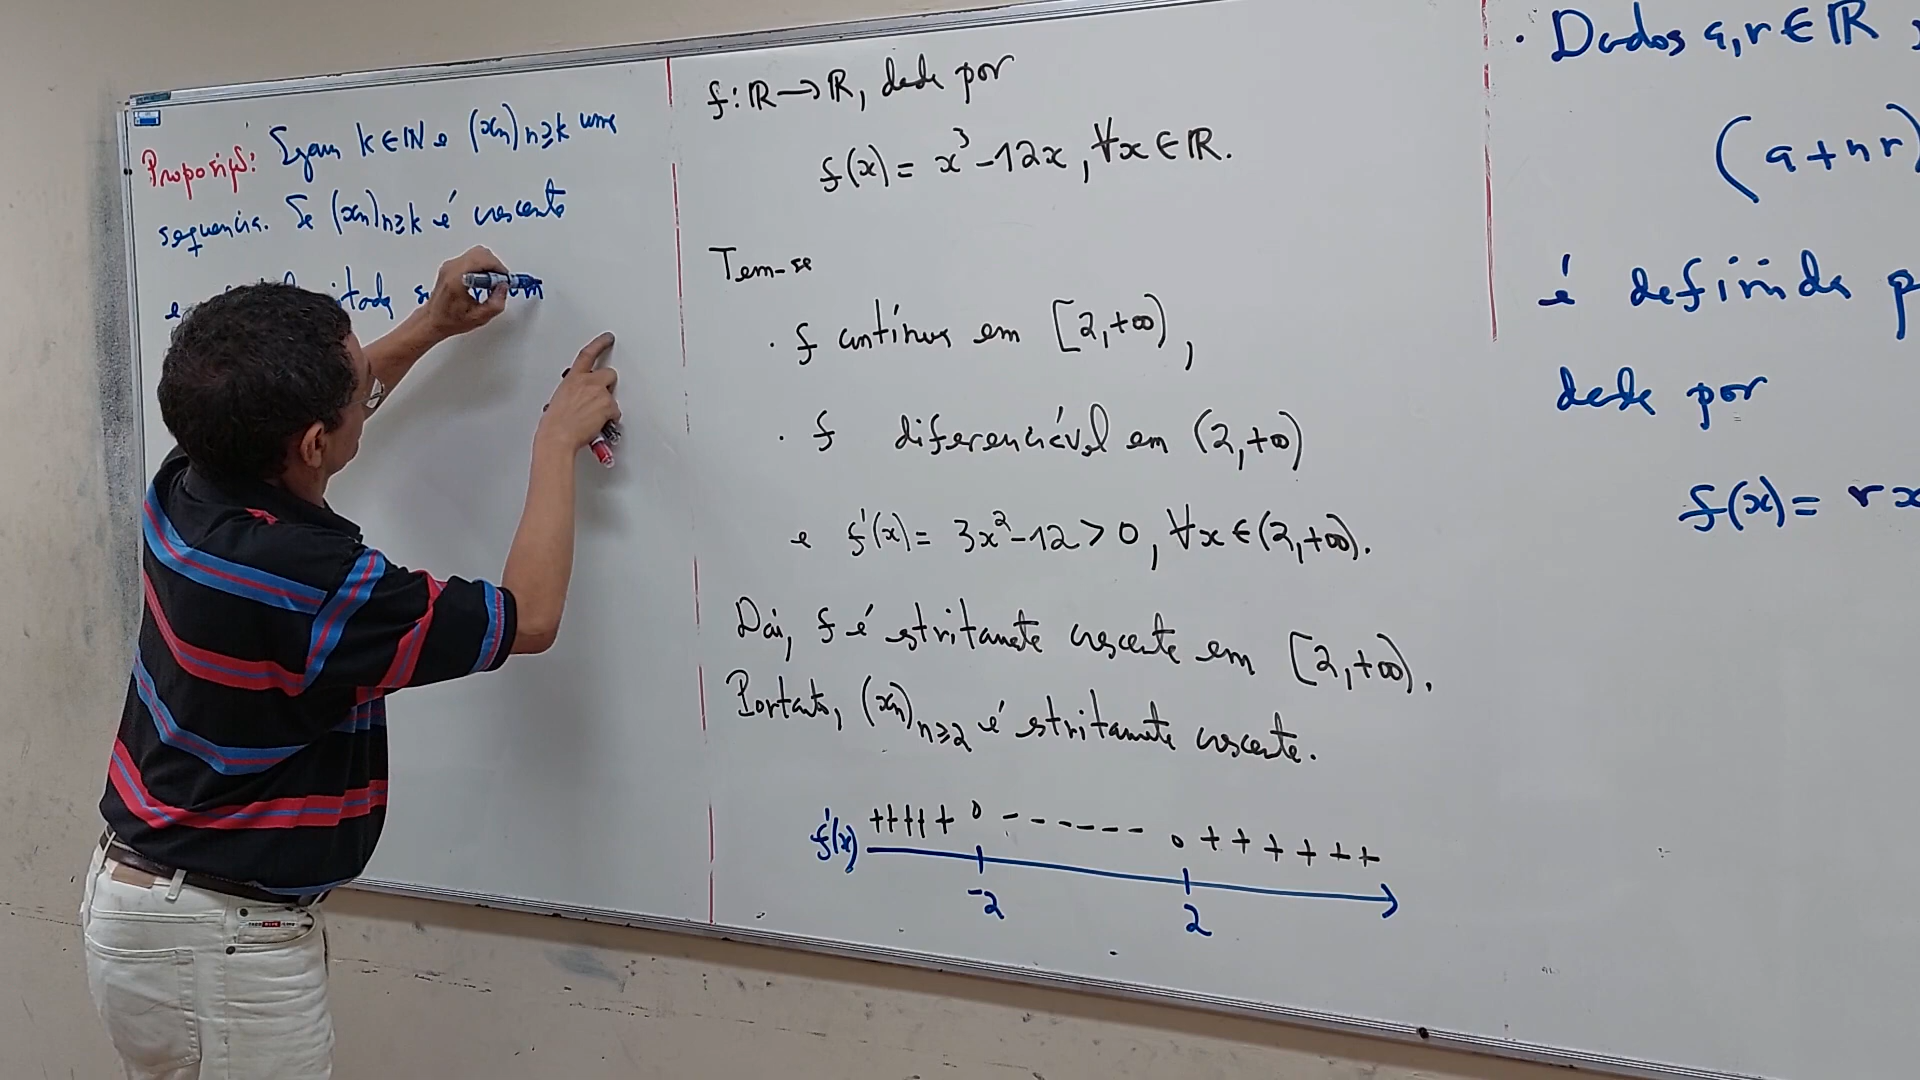 Proposição: Sejam k ∈ ℕ e (xn)n≥k uma
sequencia. Se (xn)n≥k é crescente
e
f: ℝ → ℝ, dada por
f(x) = x³ - 12x, ∀x ∈ ℝ.
Tem-se
· f contínua em [2,+∞),
· f diferenciável em (2,+∞)
e f'(x) = 3x² - 12 > 0, ∀x ∈ (2,+∞).
Daí, f é estritamente crescente em [2,+∞).
Portanto, (xn)n≥2 é estritamente crescente.
f'(x) +++++ 0 - - - - - - - 0 + + + + + +
-2 2
· Dados a, r ∈ ℝ
(a + nr)
é definida p
dada por
f(x) = rx